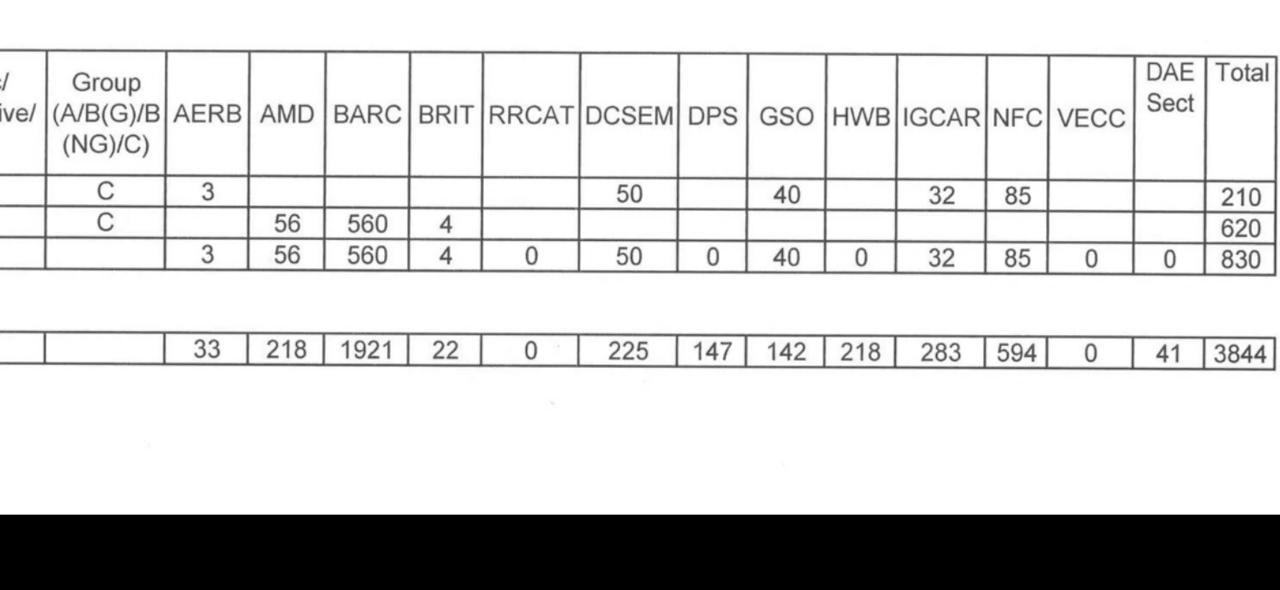 c/
ive/
Group (A/B(G)/B (NG)/C) AERB AMD BARC BRIT RRCAT DCSEM DPS GSO HWB IGCAR NFC VECC DAE Sect Total
C 3 50 40 32 85 210
C 56 560 4 620
3 56 560 4 0 50 0 40 0 32 85 0 0 830
33 218 1921 22 0 225 147 142 218 283 594 0 41 3844